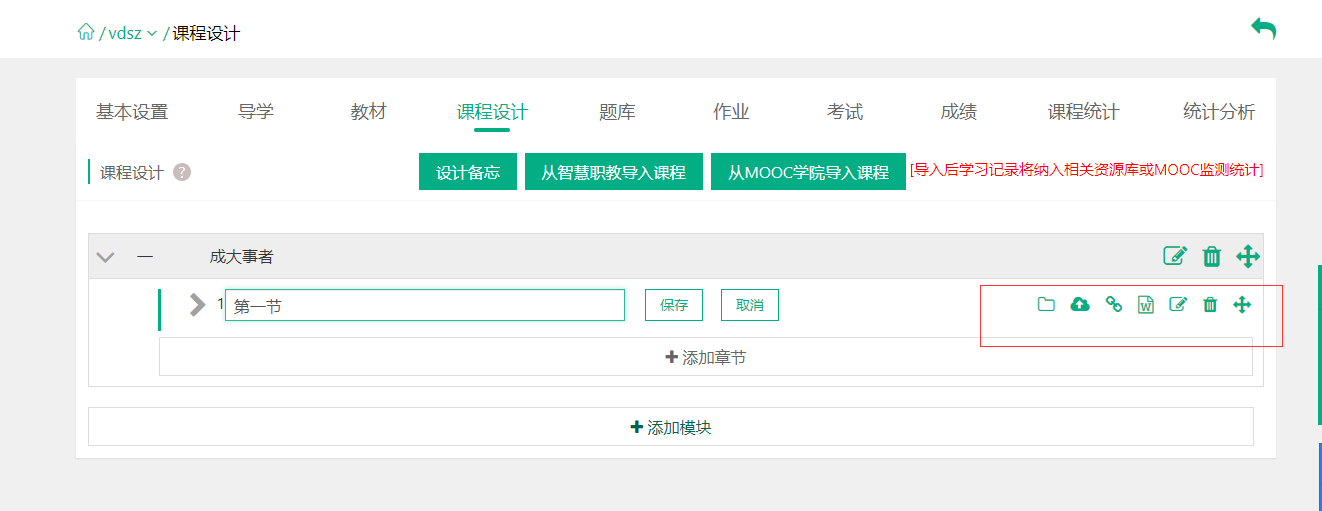 / vdsz / 课程设计
基本设置 导学 教材 课程设计 题库 作业 考试 成绩 课程统计 统计分析
课程设计 ? 设计备忘 从智慧职教导入课程 从MOOC学院导入课程 [导入后学习记录将纳入相关资源库或MOOC监测统计]
一 成大事者
1 第一节 保存 取消 W
添加章节
添加模块